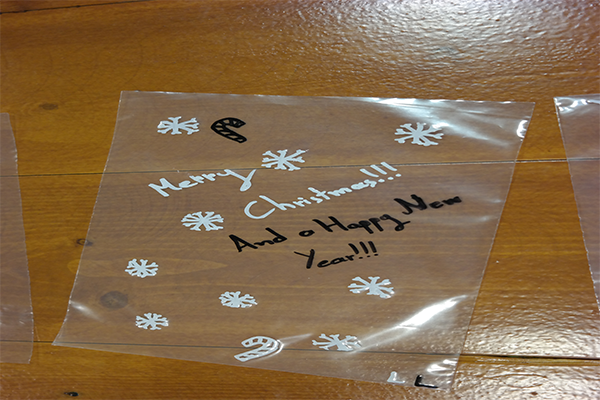 Merry
Christmas!!!
And a Happy New
Year!!!
L L